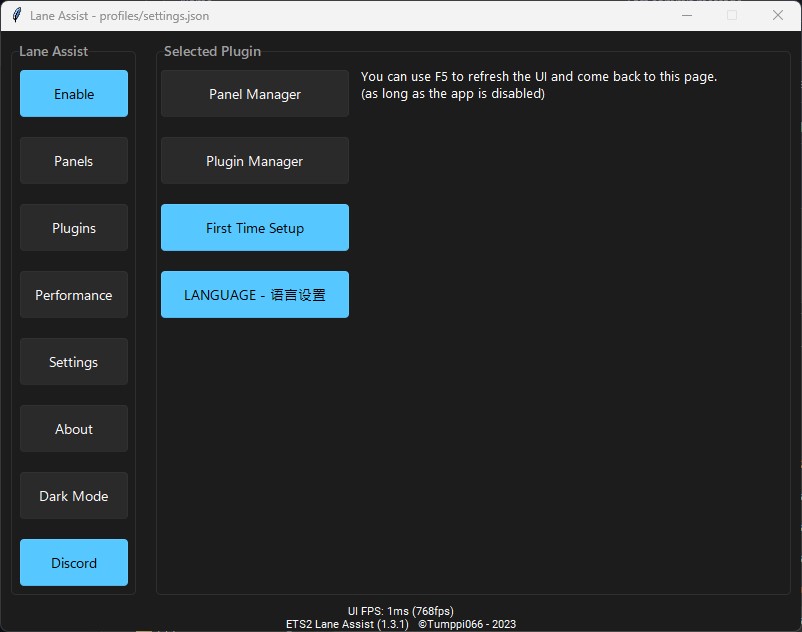 Lane Assist - profiles/settings.json
Lane Assist
Enable
Panels
Plugins
Performance
Settings
About
Dark Mode
Discord
Selected Plugin
Panel Manager
Plugin Manager
First Time Setup
LANGUAGE - 语言设置
You can use F5 to refresh the UI and come back to this page.
(as long as the app is disabled)
UI FPS: 1ms (768fps)
ETS2 Lane Assist (1.3.1) ©Tumppi066 - 2023